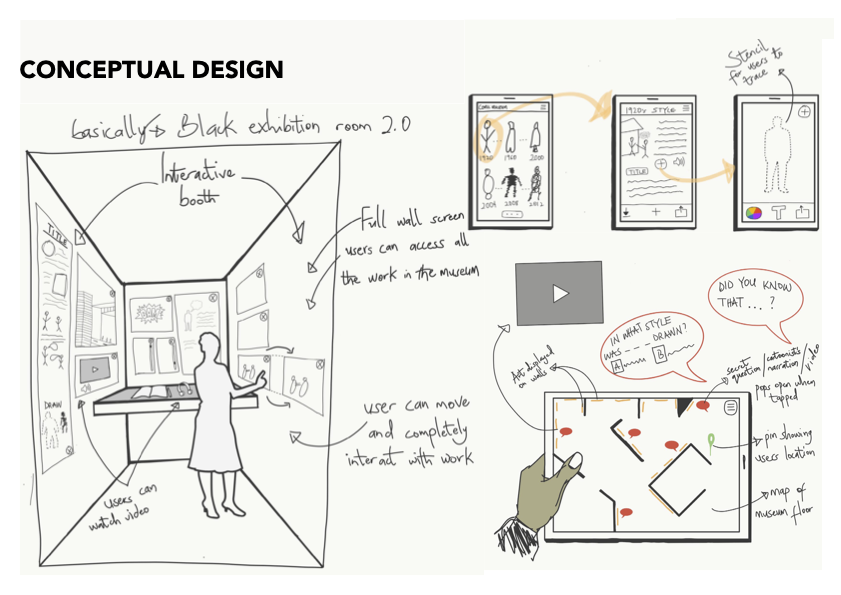 CONCEPTUAL DESIGN
basically → Black exhibition room 2.0
Interactive
booth
TITLE
DRAW
Full wall screen
users can access all
the work in the museum
user can move
and completely
interact with work
users can
watch video
Stencil
for users to
trace
1920
1960
2000
2004
2008
2012
1920s STYLE
TITLE
T
DID YOU KNOW
THAT...?
IN WHAT STYLE
WAS --- DRAWN?
A
B
Art displayed
on walls
secret / cartoonists / video
question / narration
pops open when
tapped
pin showing
users location
map of
museum floor